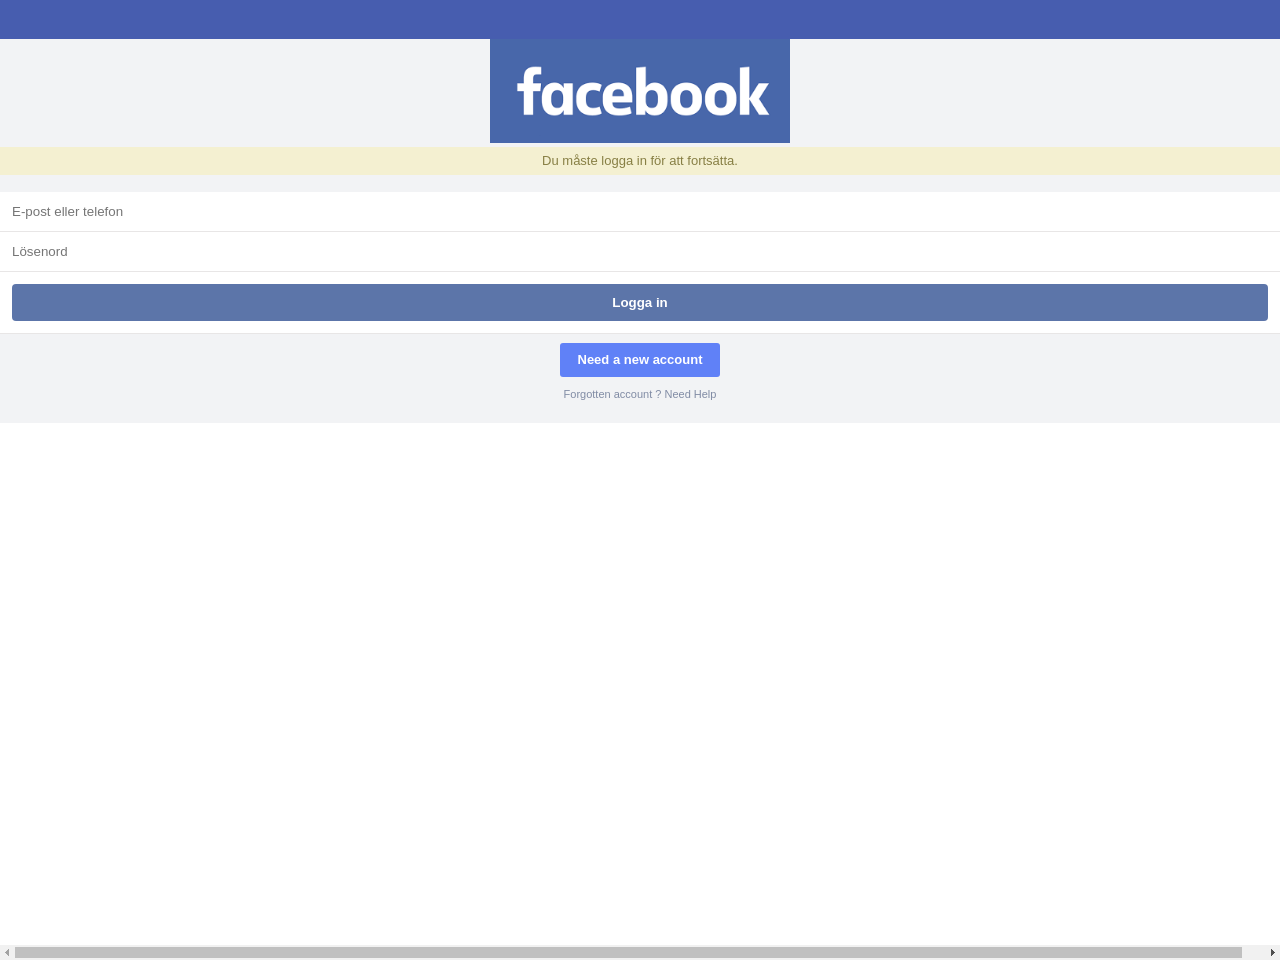 facebook
Du måste logga in för att fortsätta.
E-post eller telefon
Lösenord
Logga in
Need a new account
Forgotten account ? Need Help